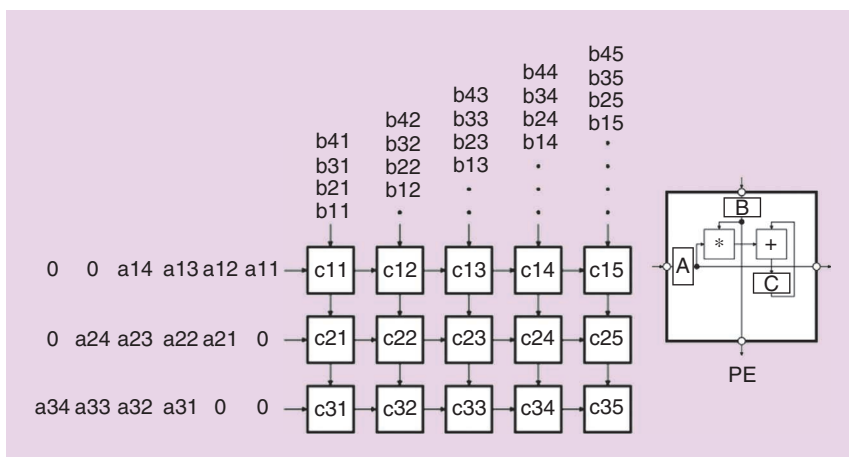 b45
b44 b35
b43 b34 b25
b42 b33 b24 b15
b41 b32 b23 b14 .
b31 b22 b13 . .
b21 b12 . . .
b11 . . . .
0 0 a14 a13 a12 a11 c11 c12 c13 c14 c15
0 a24 a23 a22 a21 0 c21 c22 c23 c24 c25
a34 a33 a32 a31 0 0 c31 c32 c33 c34 c35
B
* +
A
C
PE